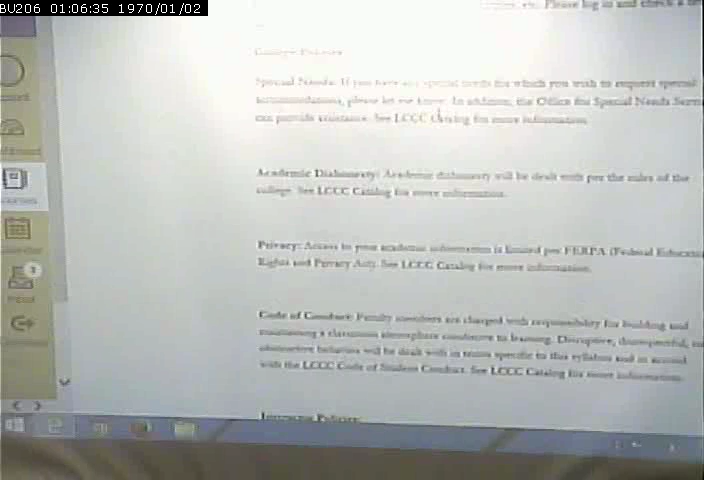 BU206 01:06:35 1970/01/02
etc. Please log in and check a
College Policies
Special Needs: If you have any special needs for which you wish to request special
accommodations, please let me know. In addition, the Office for Special Needs
can provide assistance. See LCCC Catalog for more information.
Academic Dishonesty: Academic dishonesty will be dealt with per the rules of the
college. See LCCC Catalog for more information.
Privacy: Access to your academic information is limited per FERPA (Federal
Rights and Privacy Act). See LCCC Catalog for more information.
Code of Conduct: Faculty members are charged with responsibility for building and
maintaining a classroom atmosphere conducive to learning. Disruptive, disrespectful,
obstructive behavior will be dealt with in terms specific to this syllabus and in accord
with the LCCC Code of Student Conduct. See LCCC Catalog for more information.
Instructor Policies: